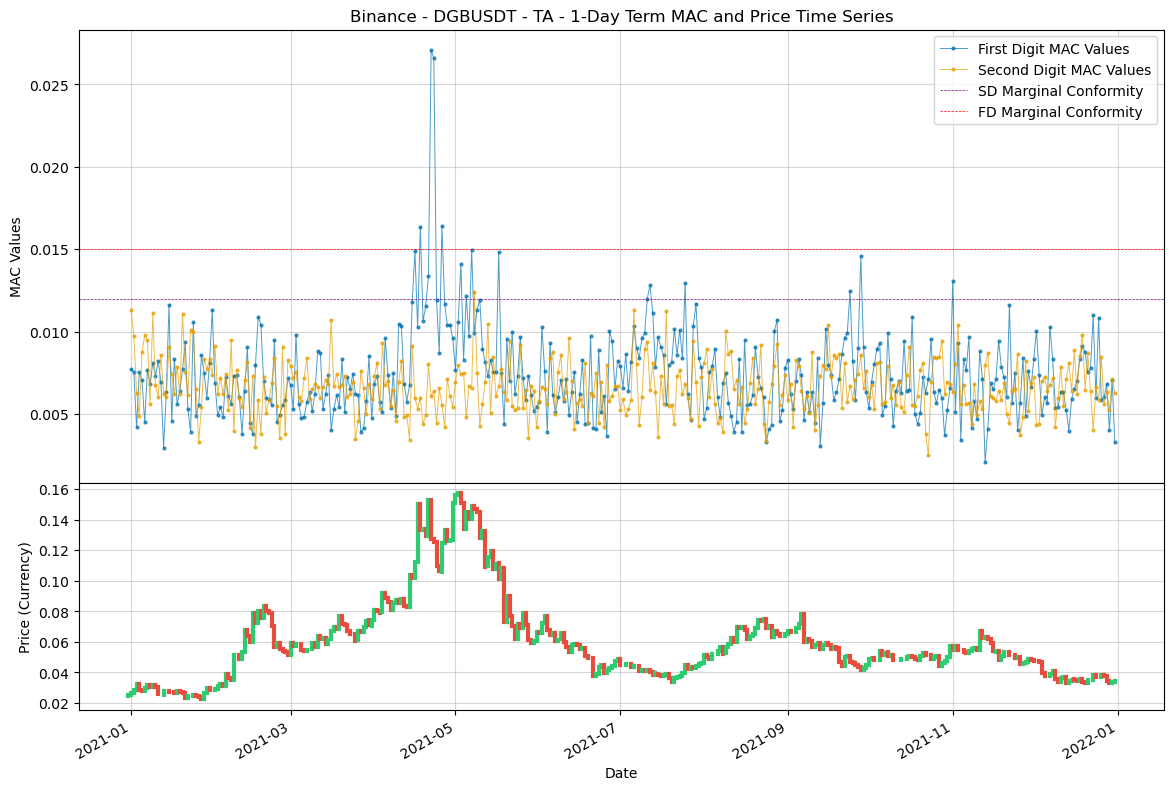 Binance - DGBUSDT - TA - 1-Day Term MAC and Price Time Series
First Digit MAC Values
Second Digit MAC Values
SD Marginal Conformity
FD Marginal Conformity
MAC Values
0.025
0.020
0.015
0.010
0.005
Price (Currency)
0.16
0.14
0.12
0.10
0.08
0.06
0.04
0.02
2021-01
2021-03
2021-05
2021-07
2021-09
2021-11
2022-01
Date